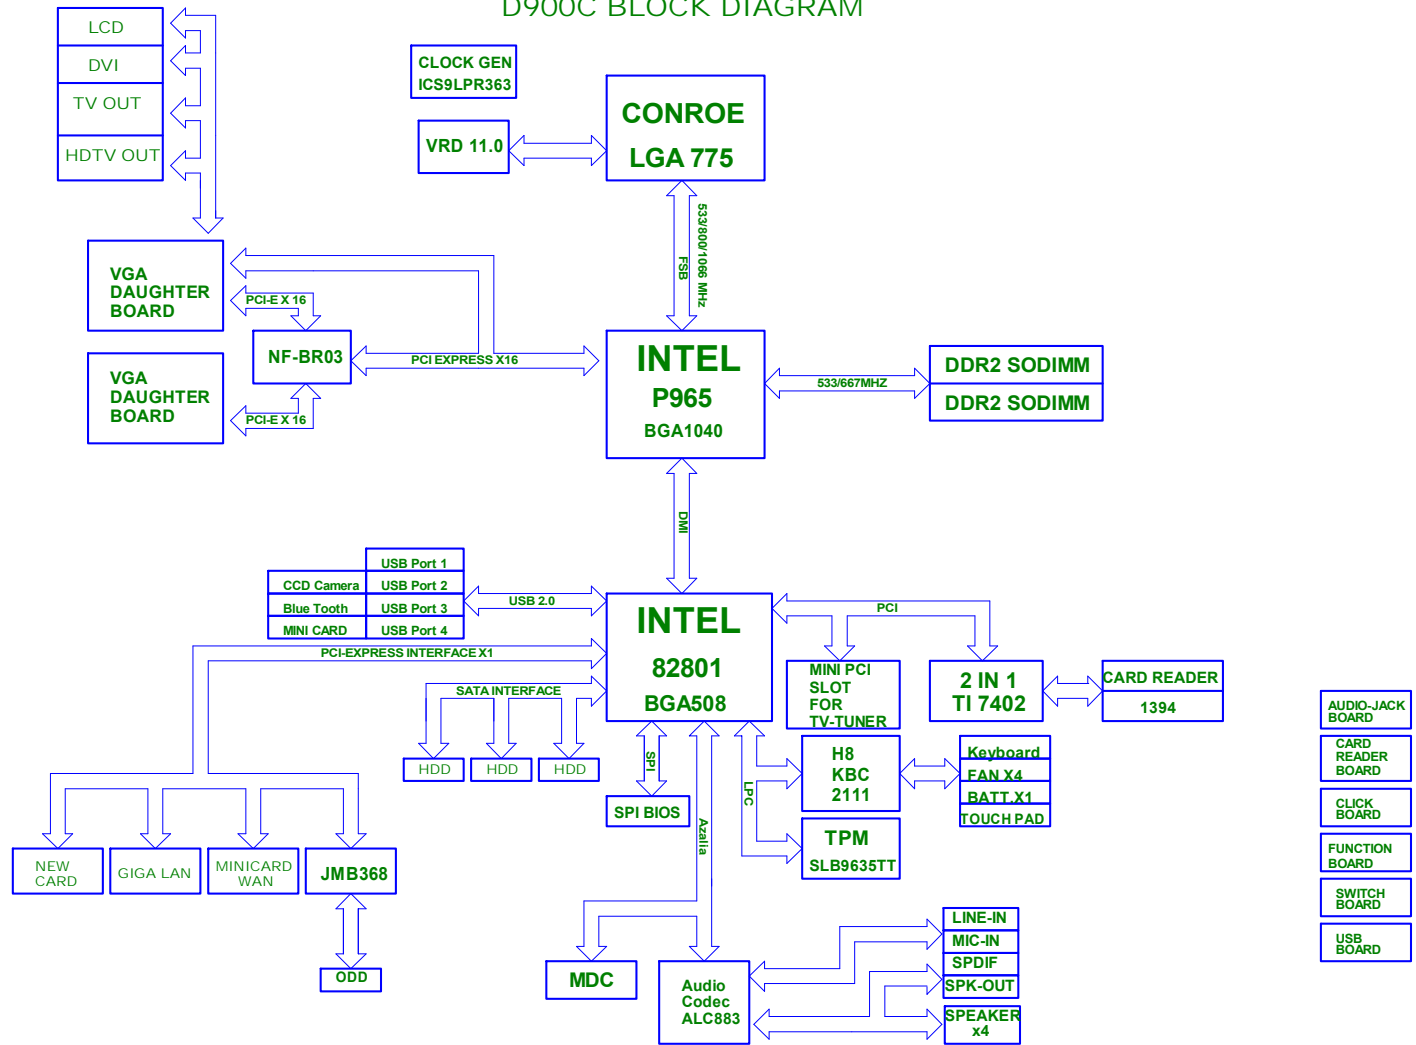 D900C BLOCK DIAGRAM
LCD
DVI
TV OUT
HDTV OUT
CLOCK GEN
ICS9LPR363
VRD 11.0
CONROE
LGA 775
533/800/1066 MHz
FSB
VGA
DAUGHTER
BOARD
PCI-E X 16
NF-BR03
PCI EXPRESS X16
VGA
DAUGHTER
BOARD
PCI-E X 16
INTEL
P965
BGA1040
533/667MHZ
DDR2 SODIMM
DDR2 SODIMM
DMI
USB Port 1
CCD Camera
USB Port 2
Blue Tooth
USB Port 3
MINI CARD
USB Port 4
USB 2.0
PCI-EXPRESS INTERFACE X1
SATA INTERFACE
INTEL
82801
BGA508
PCI
MINI PCI
SLOT
FOR
TV-TUNER
2 IN 1
TI 7402
CARD READER
1394
HDD
HDD
HDD
SPI
SPI BIOS
Azalia
LPC
H8
KBC
2111
Keyboard
FAN X4
BATT.X1
TOUCH PAD
TPM
SLB9635TT
NEW
CARD
GIGA LAN
MINICARD
WAN
JMB368
ODD
MDC
Audio
Codec
ALC883
LINE-IN
MIC-IN
SPDIF
SPK-OUT
SPEAKER
x4
AUDIO-JACK
BOARD
CARD
READER
BOARD
CLICK
BOARD
FUNCTION
BOARD
SWITCH
BOARD
USB
BOARD